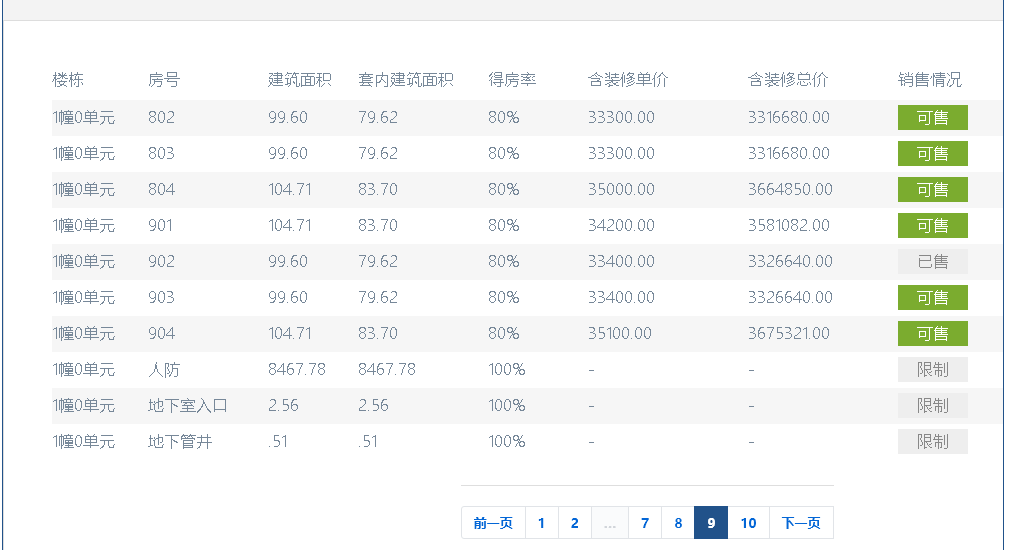 楼栋 房号 建筑面积 套内建筑面积 得房率 含装修单价 含装修总价 销售情况
1幢0单元 802 99.60 79.62 80% 33300.00 3316680.00 可售
1幢0单元 803 99.60 79.62 80% 33300.00 3316680.00 可售
1幢0单元 804 104.71 83.70 80% 35000.00 3664850.00 可售
1幢0单元 901 104.71 83.70 80% 34200.00 3581082.00 可售
1幢0单元 902 99.60 79.62 80% 33400.00 3326640.00 已售
1幢0单元 903 99.60 79.62 80% 33400.00 3326640.00 可售
1幢0单元 904 104.71 83.70 80% 35100.00 3675321.00 可售
1幢0单元 人防 8467.78 8467.78 100% - - 限制
1幢0单元 地下室入口 2.56 2.56 100% - - 限制
1幢0单元 地下管井 .51 .51 100% - - 限制
前一页 1 2 ... 7 8 9 10 下一页